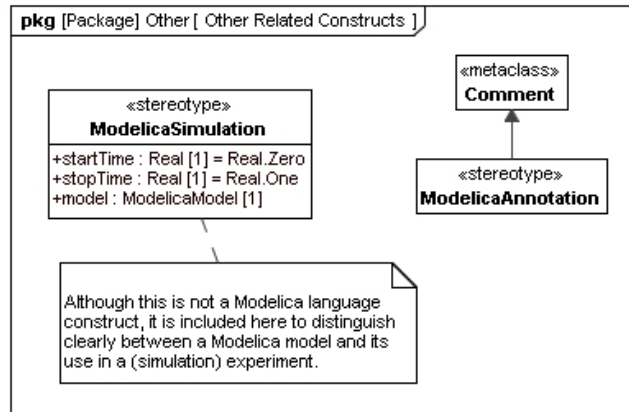 pkg [Package] Other [ Other Related Constructs ]
«stereotype»
ModelicaSimulation
+startTime : Real [1] = Real.Zero
+stopTime : Real [1] = Real.One
+model : ModelicaModel [1]
«metaclass»
Comment
«stereotype»
ModelicaAnnotation
Although this is not a Modelica language
construct, it is included here to distinguish
clearly between a Modelica model and its
use in a (simulation) experiment.